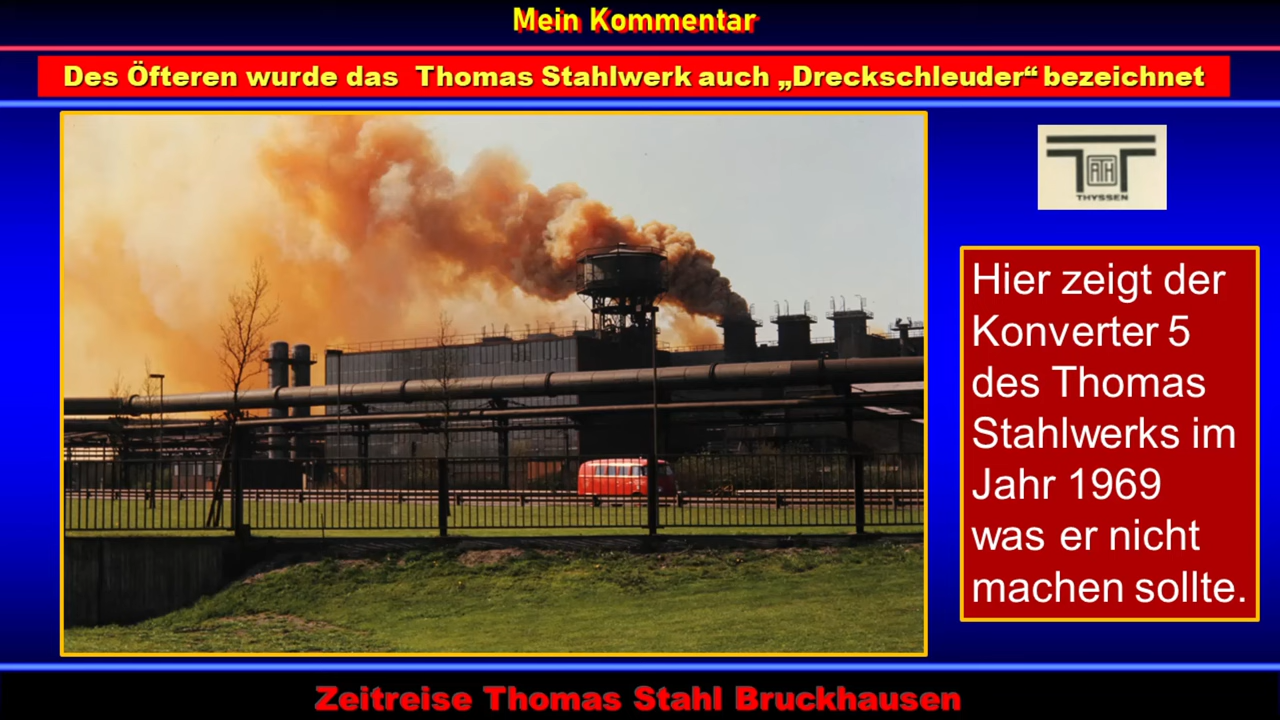 Mein Kommentar
Des Öfteren wurde das Thomas Stahlwerk auch „Dreckschleuder“ bezeichnet
ATH
THYSSEN
Hier zeigt der
Konverter 5
des Thomas
Stahlwerks im
Jahr 1969
was er nicht
machen sollte.
Zeitreise Thomas Stahl Bruckhausen